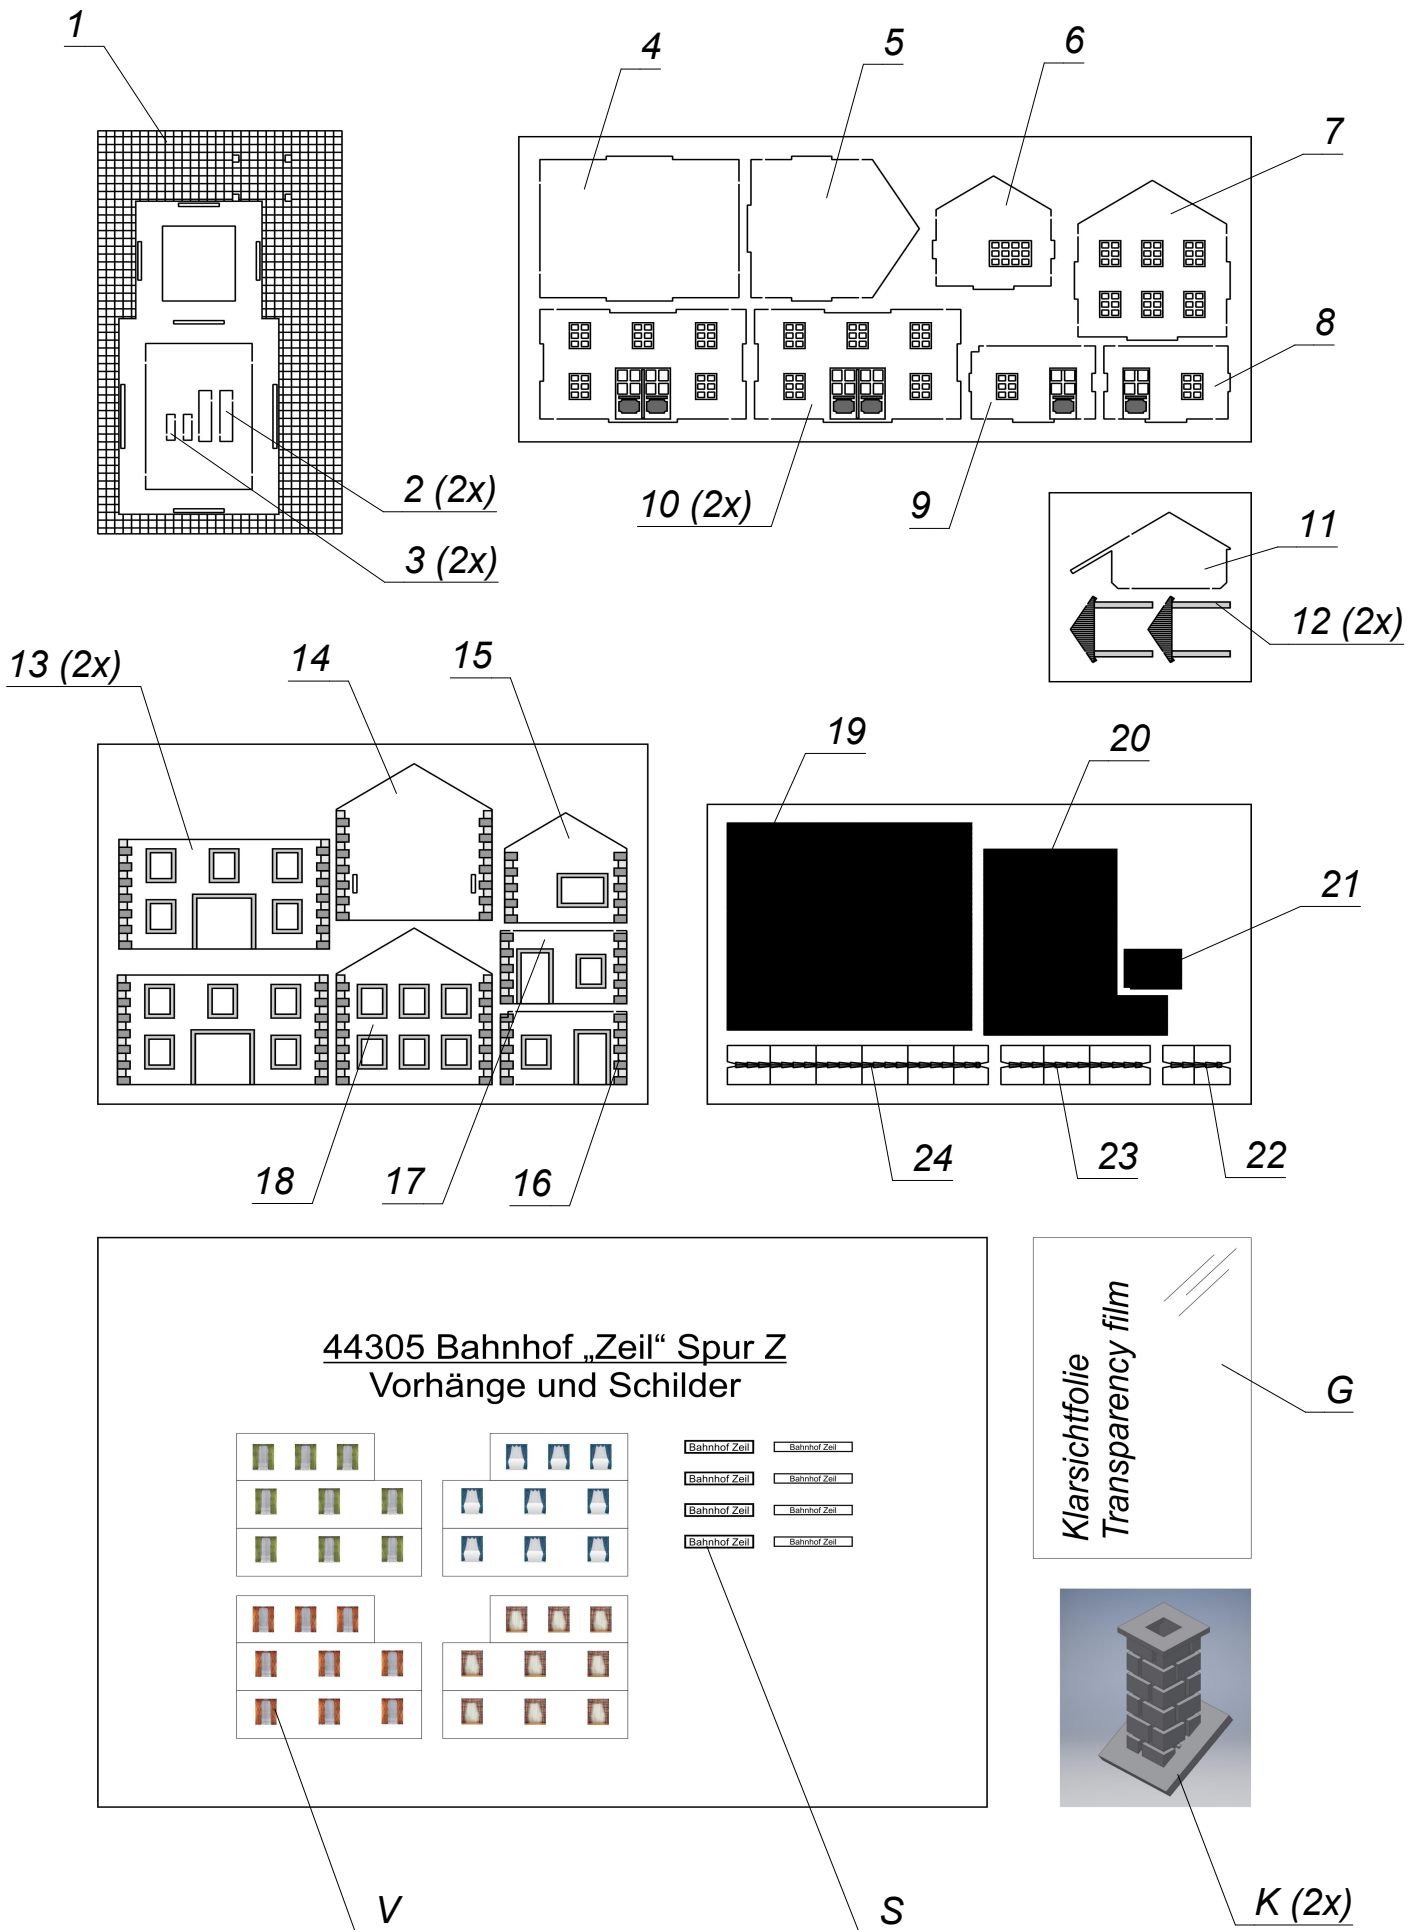 1
4
5
6
7
8
2 (2x)
3 (2x)
10 (2x)
9
11
12 (2x)
13 (2x)
14
15
19
20
21
18
17
16
24
23
22
44305 Bahnhof „Zeil“ Spur Z
Vorhänge und Schilder
Bahnhof Zeil
Bahnhof Zeil
Bahnhof Zeil
Bahnhof Zeil
Bahnhof Zeil
Bahnhof Zeil
Bahnhof Zeil
Bahnhof Zeil
Klarsichtfolie
Transparency film
G
V
S
K (2x)